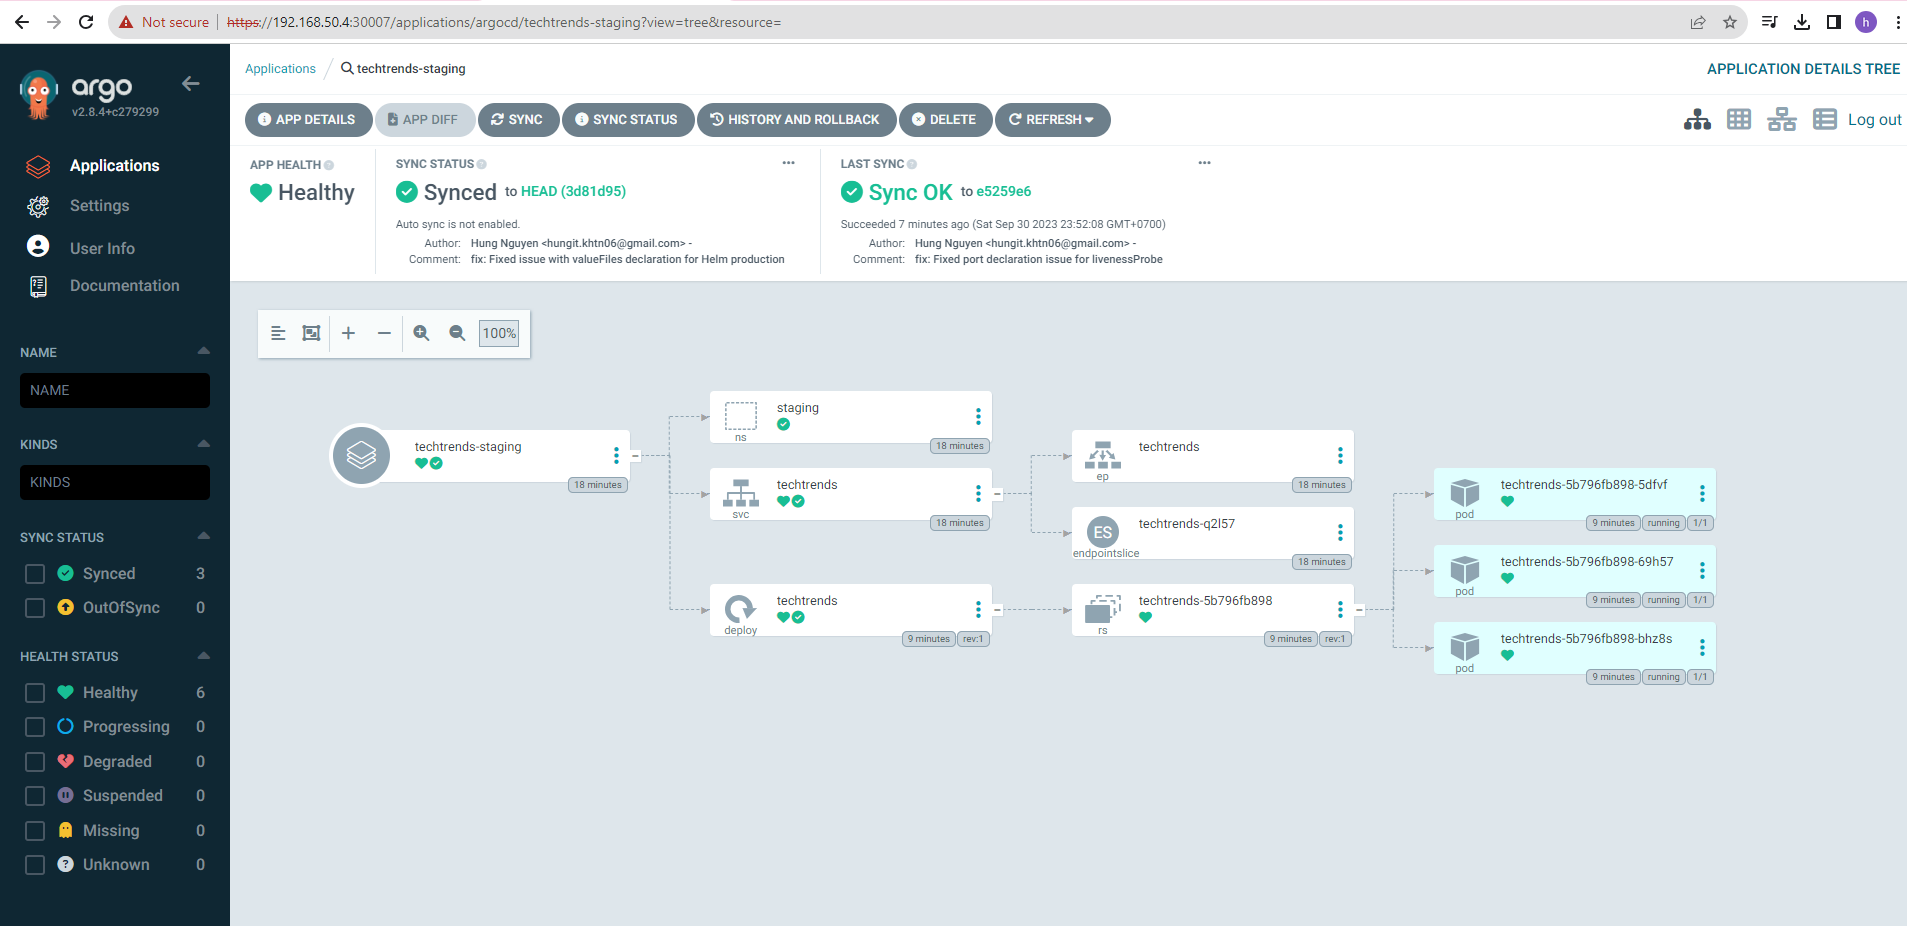 Not secure | https://192.168.50.4:30007/applications/argocd/techtrends-staging?view=tree&resource=
h
argo
v2.8.4+c279299
Applications
Settings
User Info
Documentation
NAME
NAME
KINDS
KINDS
SYNC STATUS
Synced 3
OutOfSync 0
HEALTH STATUS
Healthy 6
Progressing 0
Degraded 0
Suspended 0
Missing 0
Unknown 0
Applications / techtrends-staging
APPLICATION DETAILS TREE
APP DETAILS APP DIFF SYNC SYNC STATUS HISTORY AND ROLLBACK DELETE REFRESH
Log out
APP HEALTH
Healthy
SYNC STATUS
Synced to HEAD (3d81d95)
Auto sync is not enabled.
Author: Hung Nguyen <hungit.khtn06@gmail.com> -
Comment: fix: Fixed issue with valueFiles declaration for Helm production
LAST SYNC
Sync OK to e5259e6
Succeeded 7 minutes ago (Sat Sep 30 2023 23:52:08 GMT+0700)
Author: Hung Nguyen <hungit.khtn06@gmail.com> -
Comment: fix: Fixed port declaration issue for livenessProbe
100%
techtrends-staging
18 minutes
staging
ns
18 minutes
techtrends
svc
18 minutes
techtrends
deploy
9 minutes rev:1
techtrends
ep
18 minutes
ES
techtrends-q2l57
endpointslice
18 minutes
techtrends-5b796fb898
rs
9 minutes rev:1
techtrends-5b796fb898-5dfvf
pod
9 minutes running 1/1
techtrends-5b796fb898-69h57
pod
9 minutes running 1/1
techtrends-5b796fb898-bhz8s
pod
9 minutes running 1/1